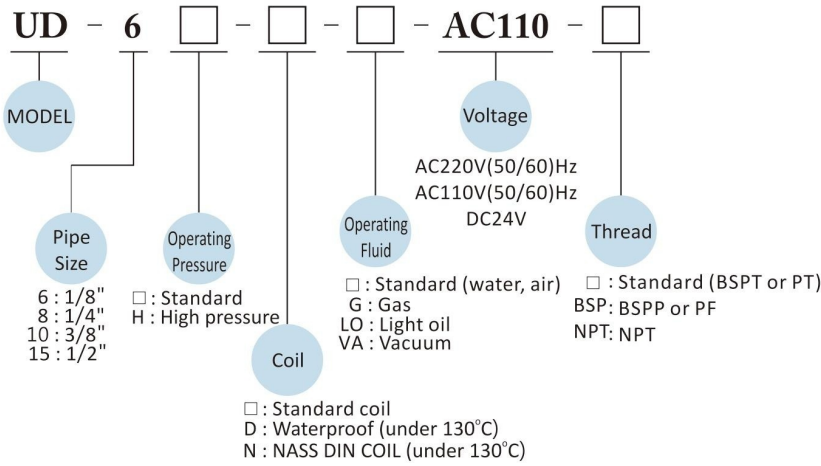 UD - 6 □ - □ - □ - AC110 - □
MODEL
Voltage
AC220V(50/60)Hz
AC110V(50/60)Hz
DC24V
Pipe
Size
6 : 1/8"
8 : 1/4"
10 : 3/8"
15 : 1/2"
Operating
Pressure
□ : Standard
H : High pressure
Operating
Fluid
□ : Standard (water, air)
G : Gas
LO : Light oil
VA : Vacuum
Thread
□ : Standard (BSPT or PT)
BSP: BSPP or PF
NPT: NPT
Coil
□ : Standard coil
D : Waterproof (under 130°C)
N : NASS DIN COIL (under 130°C)